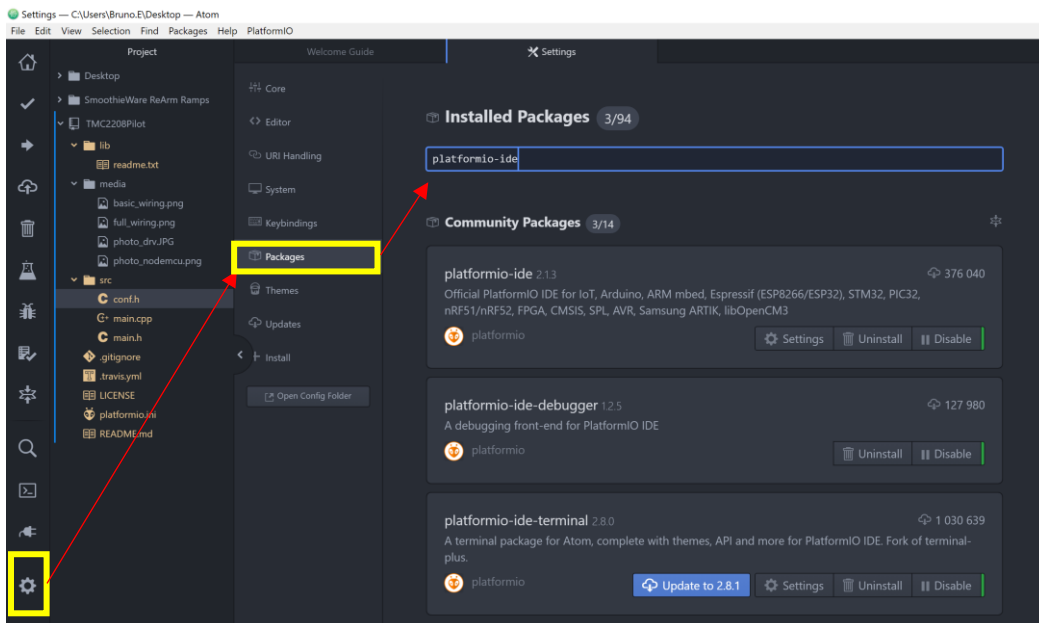 Settings — C:\Users\Bruno.E\Desktop — Atom
File Edit View Selection Find Packages Help PlatformIO
Project
Welcome Guide
Settings
Desktop
SmoothieWare ReArm Ramps
TMC2208Pilot
lib
readme.txt
media
basic_wiring.png
full_wiring.png
photo_drv.JPG
photo_nodemcu.png
src
conf.h
main.cpp
main.h
.gitignore
.travis.yml
LICENSE
platformio.ini
README.md
Core
Editor
URI Handling
System
Keybindings
Packages
Themes
Updates
Install
Open Config Folder
Installed Packages 3/94
platformio-ide
Community Packages 3/14
platformio-ide 2.1.3 376 040
Official PlatformIO IDE for IoT, Arduino, ARM mbed, Espressif (ESP8266/ESP32), STM32, PIC32,
nRF51/nRF52, FPGA, CMSIS, SPL, AVR, Samsung ARTIK, libOpenCM3
platformio Settings Uninstall Disable
platformio-ide-debugger 1.2.5 127 980
A debugging front-end for PlatformIO IDE
platformio Uninstall Disable
platformio-ide-terminal 2.8.0 1 030 639
A terminal package for Atom, complete with themes, API and more for PlatformIO IDE. Fork of terminal-
plus.
platformio Update to 2.8.1 Settings Uninstall Disable